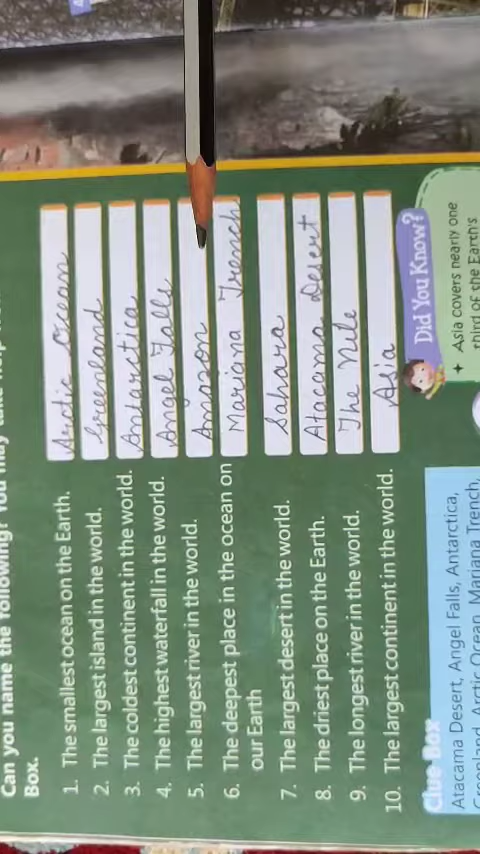 Can you name the following? You may take help
Box.
1. The smallest ocean on the Earth. Arctic Ocean
2. The largest island in the world. Greenland
3. The coldest continent in the world. Antarctica
4. The highest waterfall in the world. Angel Falls
5. The largest river in the world. Amazon
6. The deepest place in the ocean on Mariana Trench
our Earth
7. The largest desert in the world. Sahara
8. The driest place on the Earth. Atacama Desert
9. The longest river in the world. The Nile
10. The largest continent in the world. Asia
Clue Box
Atacama Desert, Angel Falls, Antarctica,
Greenland, Arctic Ocean, Mariana Trench,
Did You Know?
Asia covers nearly one
third of the Earth's